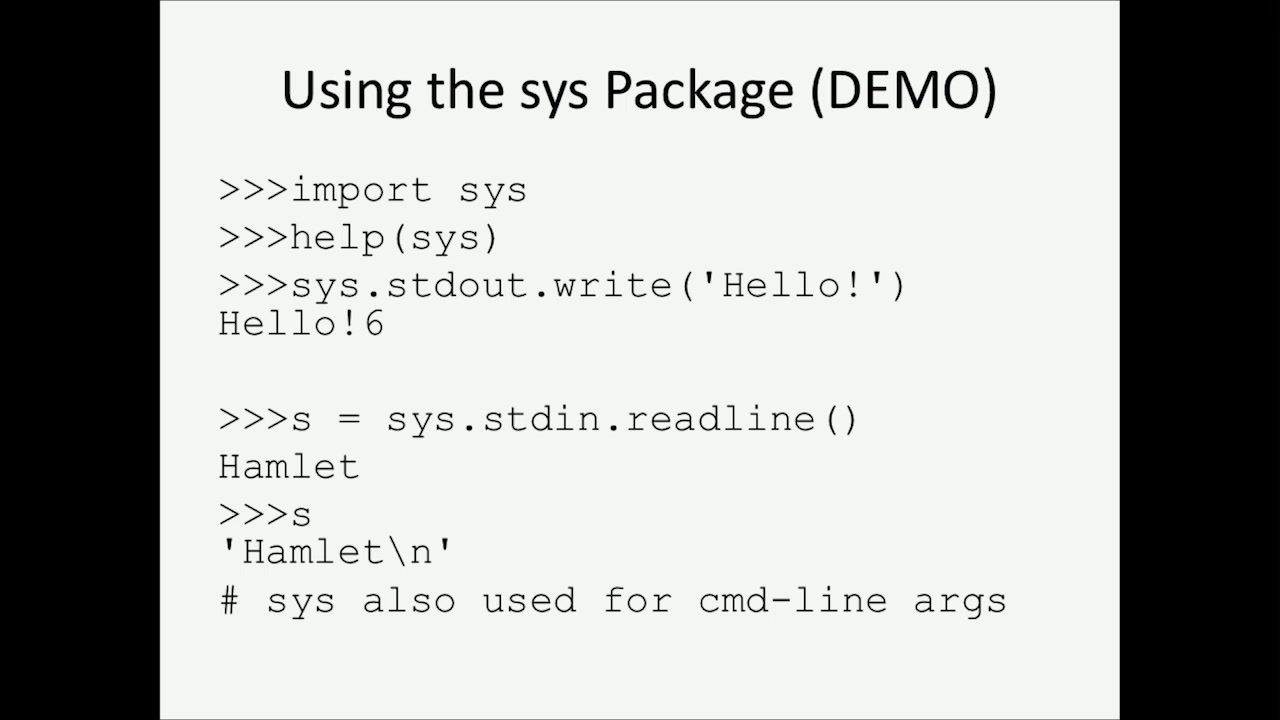 Using the sys Package (DEMO)
>>>import sys
>>>help(sys)
>>>sys.stdout.write('Hello!')
Hello!6
>>>s = sys.stdin.readline()
Hamlet
>>>s
'Hamlet\n'
# sys also used for cmd-line args